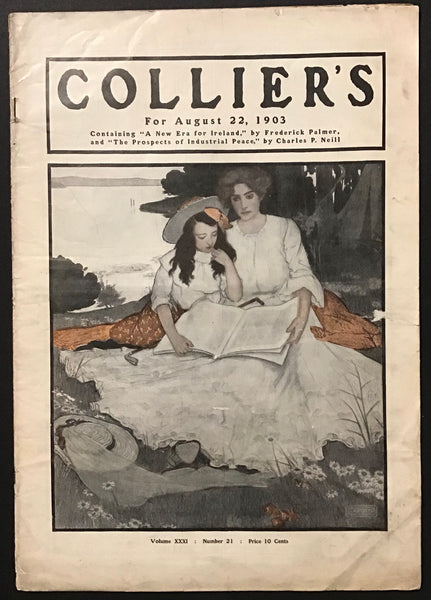 COLLIER'S
For August 22, 1903
Containing "A New Era for Ireland," by Frederick Palmer,
and "The Prospects of Industrial Peace," by Charles P. Neill
Volume XXXI : Number 21 : Price 10 Cents